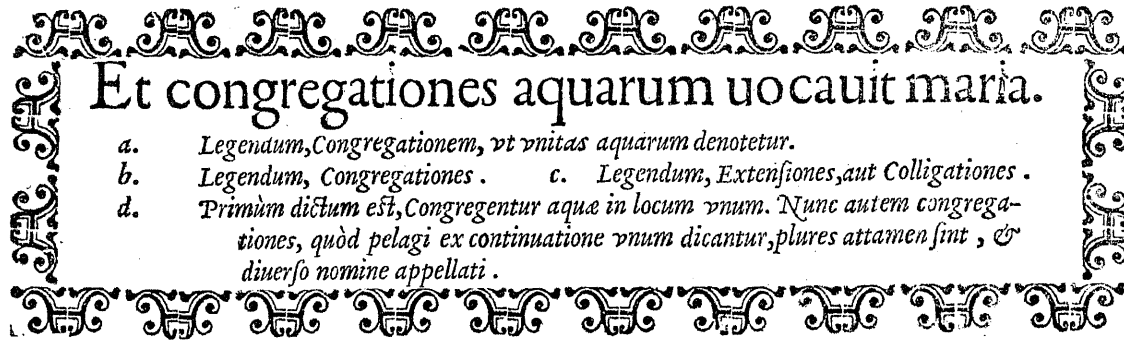 Et congregationes aquarum uocauit maria.
a. Legendum, Congregationem, vt vnitas aquarum denotetur.
b. Legendum, Congregationes. c. Legendum, Extenſiones, aut Colligationes.
d. Primùm dictum eſt, Congregentur aquæ in locum vnum. Nunc autem congrega-
tiones, quòd pelagi ex continuatione vnum dicantur, plures attamen ſint, &
diuerſo nomine appellati.